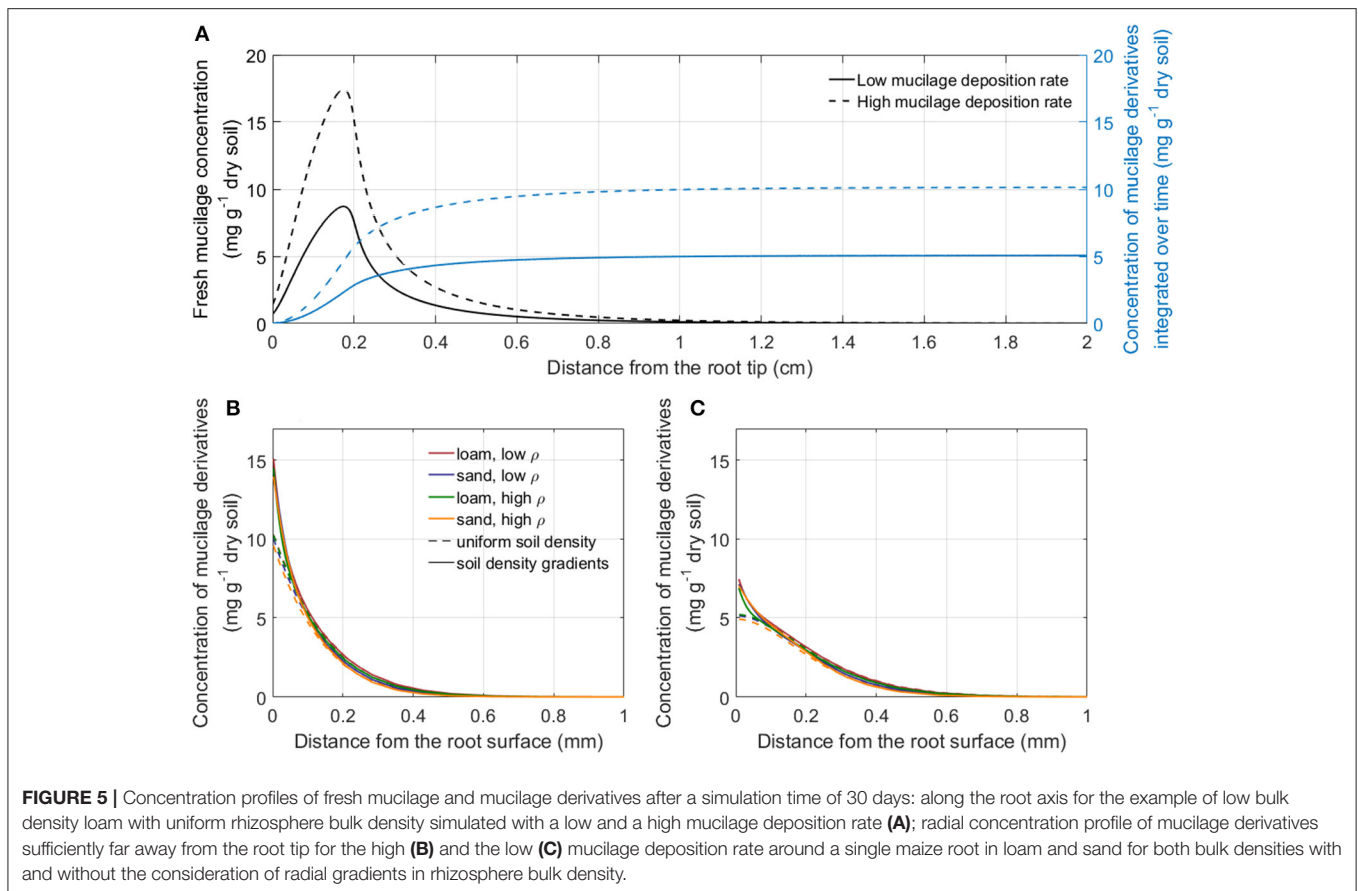 A
Fresh mucilage concentration
(mg g⁻¹ dry soil)
20
15
10
5
0
Low mucilage deposition rate
High mucilage deposition rate
20
15
10
5
0
Concentration of mucilage derivatives
integrated over time (mg g⁻¹ dry soil)
0 0.2 0.4 0.6 0.8 1.0 1.2 1.4 1.6 1.8 2
Distance from the root tip (cm)
B
Concentration of mucilage derivatives
(mg g⁻¹ dry soil)
15
10
5
0
loam, low ρ
sand, low ρ
loam, high ρ
sand, high ρ
uniform soil density
soil density gradients
0 0.2 0.4 0.6 0.8 1
Distance fom the root surface (mm)
C
Concentration of mucilage derivatives
(mg g⁻¹ dry soil)
15
10
5
0
0 0.2 0.4 0.6 0.8 1
Distance fom the root surface (mm)
FIGURE 5 | Concentration profiles of fresh mucilage and mucilage derivatives after a simulation time of 30 days: along the root axis for the example of low bulk
density loam with uniform rhizosphere bulk density simulated with a low and a high mucilage deposition rate (A); radial concentration profile of mucilage derivatives
sufficiently far away from the root tip for the high (B) and the low (C) mucilage deposition rate around a single maize root in loam and sand for both bulk densities with
and without the consideration of radial gradients in rhizosphere bulk density.